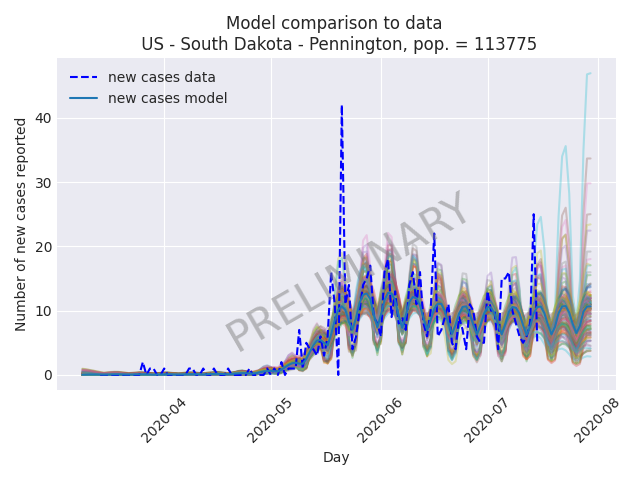 Model comparison to data
US - South Dakota - Pennington, pop. = 113775
new cases data
new cases model
Number of new cases reported
40
30
20
10
0
PRELIMINARY
2020-04
2020-05
2020-06
2020-07
2020-08
Day